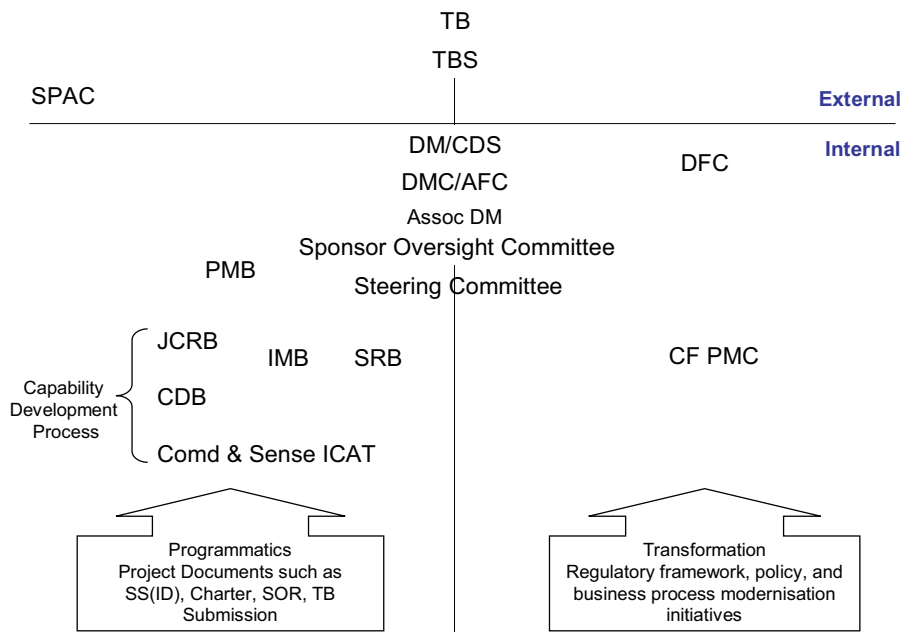 TB
TBS
SPAC
External
Internal
DM/CDS
DFC
DMC/AFC
Assoc DM
Sponsor Oversight Committee
PMB
Steering Committee
JCRB
IMB
SRB
CF PMC
Capability
Development
Process
CDB
Comd & Sense ICAT
Programmatics
Project Documents such as
SS(ID), Charter, SOR, TB
Submission
Transformation
Regulatory framework, policy, and
business process modernisation
initiatives